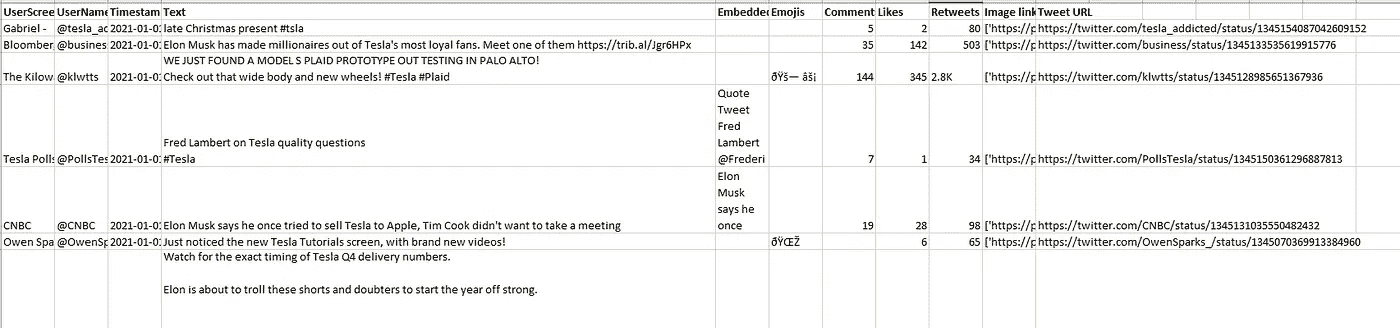 UserScree UserName Timestam Text Embedded Emojis Comment Likes Retweets Image link Tweet URL
Gabriel - @tesla_ad 2021-01-0 late Christmas present #tsla 5 2 80 ['https://p https://twitter.com/tesla_addicted/status/1345154087042609152
Bloomber @busines 2021-01-0 Elon Musk has made millionaires out of Tesla's most loyal fans. Meet one of them https://trib.al/Jgr6HPx 35 142 503 ['https://p https://twitter.com/business/status/1345133535619915776
WE JUST FOUND A MODEL S PLAID PROTOTYPE OUT TESTING IN PALO ALTO!
The Kilow @klwtts 2021-01-0 Check out that wide body and new wheels! #Tesla #Plaid ðŸš— âš¡ 144 345 2.8K ['https://p https://twitter.com/klwtts/status/1345128985651367936
Quote
Tweet
Fred
Fred Lambert on Tesla quality questions Lambert
Tesla Polls @PollsTes 2021-01-0 #Tesla @Frederi 7 1 34 ['https://p https://twitter.com/PollsTesla/status/1345150361296887813
Elon
Musk
says he
CNBC @CNBC 2021-01-0 Elon Musk says he once tried to sell Tesla to Apple, Tim Cook didn't want to take a meeting once 19 28 98 ['https://p https://twitter.com/CNBC/status/1345131035550482432
Owen Spa @OwenSp 2021-01-0 Just noticed the new Tesla Tutorials screen, with brand new videos! ðŸŒŽ 6 65 ['https://p https://twitter.com/OwenSparks_/status/1345070369913384960
Watch for the exact timing of Tesla Q4 delivery numbers.
Elon is about to troll these shorts and doubters to start the year off strong.